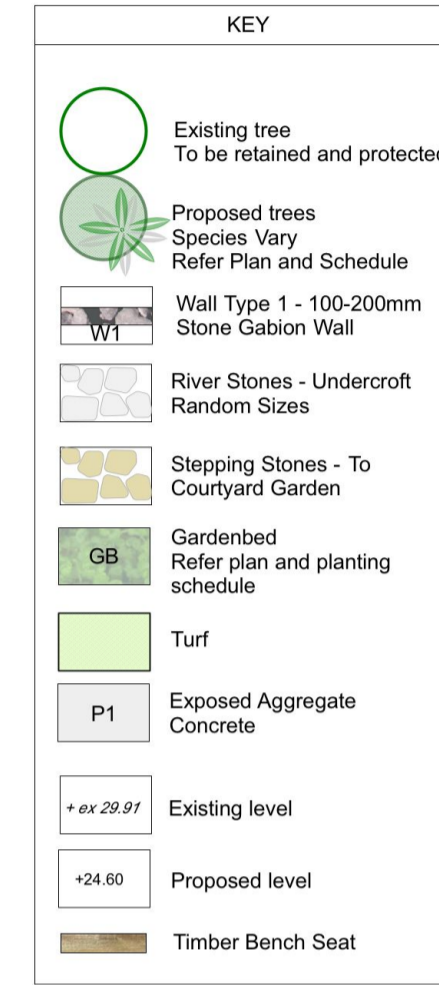 KEY
Existing tree
To be retained and protected
Proposed trees
Species Vary
Refer Plan and Schedule
W1
Wall Type 1 - 100-200mm
Stone Gabion Wall
River Stones - Undercroft
Random Sizes
Stepping Stones - To
Courtyard Garden
GB
Gardenbed
Refer plan and planting
schedule
Turf
P1
Exposed Aggregate
Concrete
+ ex 29.91
Existing level
+24.60
Proposed level
Timber Bench Seat